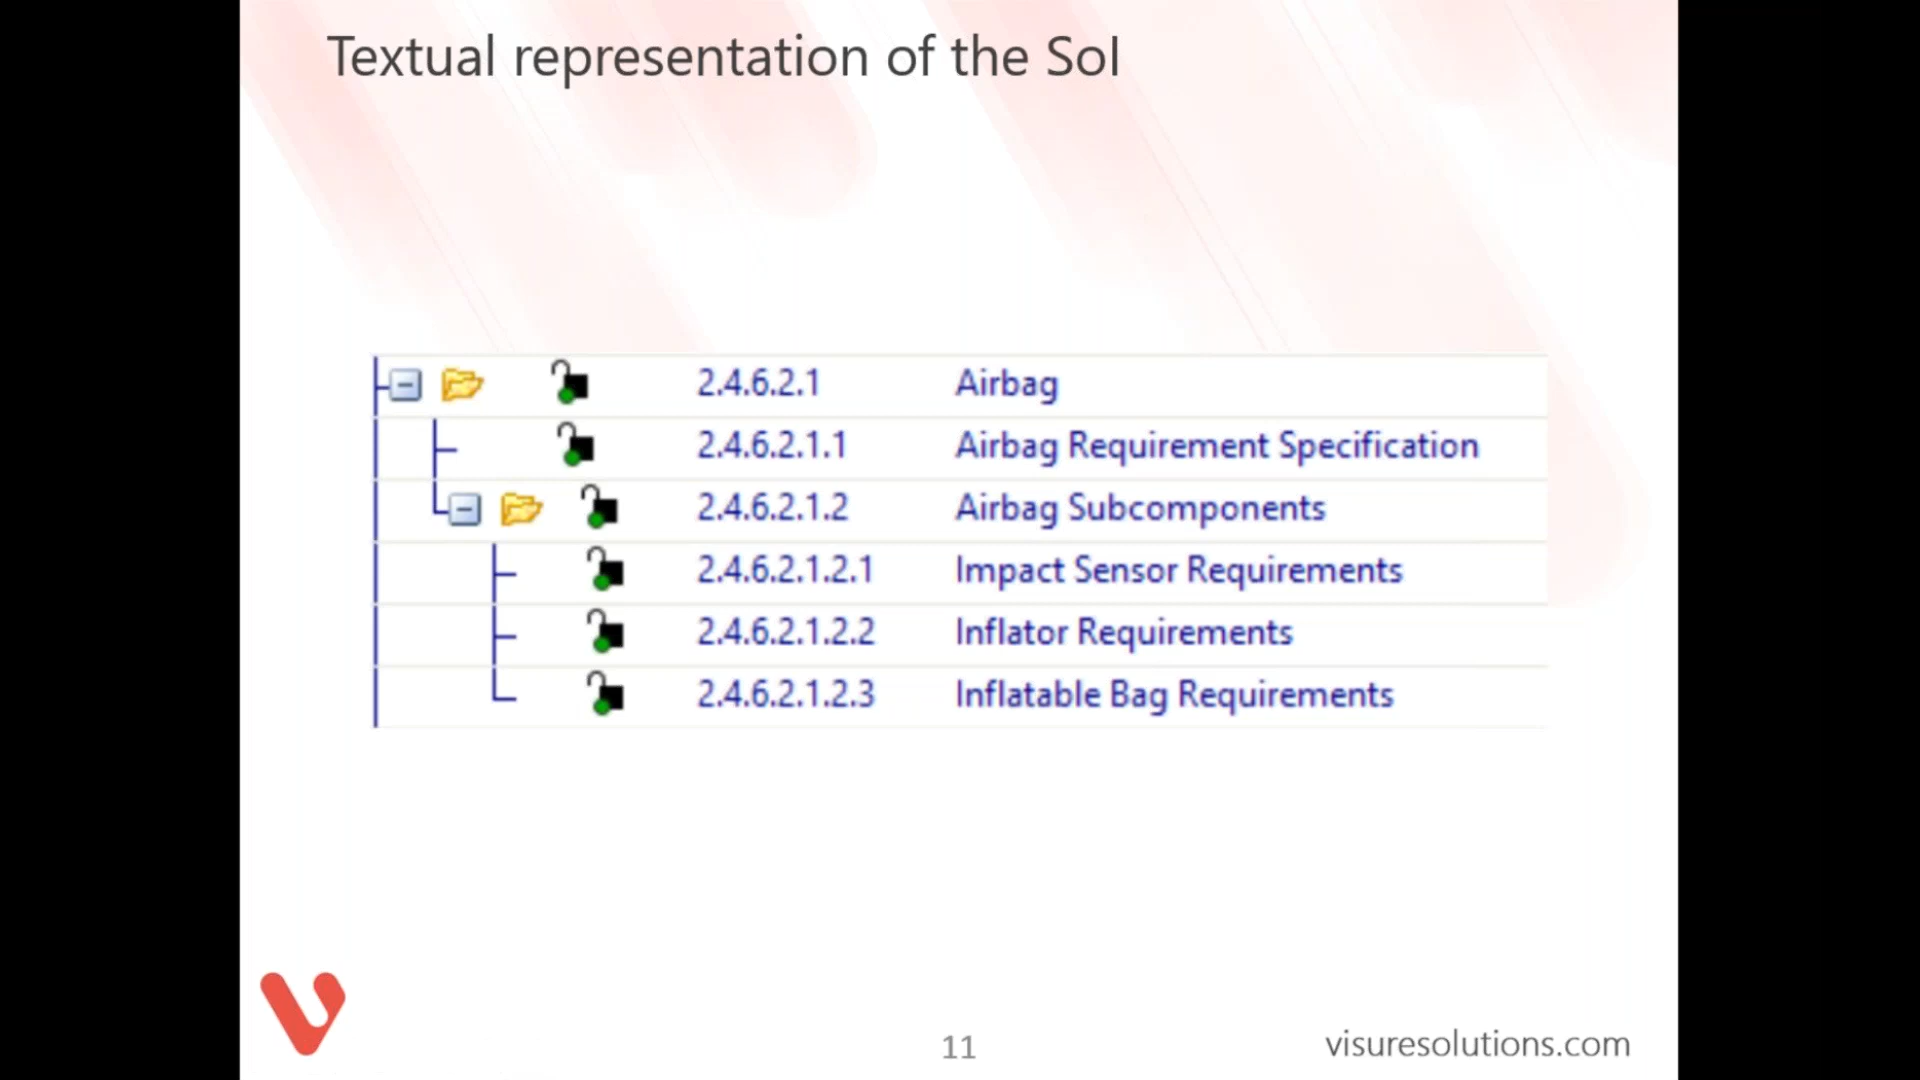 Textual representation of the SoI
2.4.6.2.1 Airbag
2.4.6.2.1.1 Airbag Requirement Specification
2.4.6.2.1.2 Airbag Subcomponents
2.4.6.2.1.2.1 Impact Sensor Requirements
2.4.6.2.1.2.2 Inflator Requirements
2.4.6.2.1.2.3 Inflatable Bag Requirements
11
visuresolutions.com